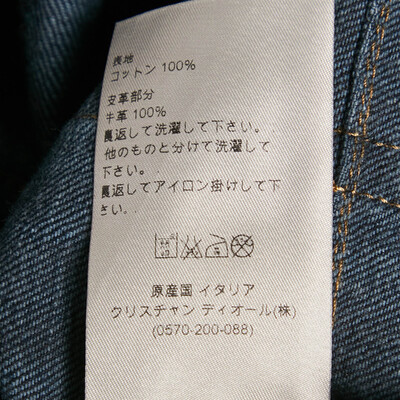 表地
コットン 100%
皮革部分
牛革 100%
裏返して洗濯して下さい。
他のものと分けて洗濯して
下さい。
裏返してアイロン掛けして下
さい。
原産国 イタリア
クリスチャン ディオール(株)
(0570-200-088)